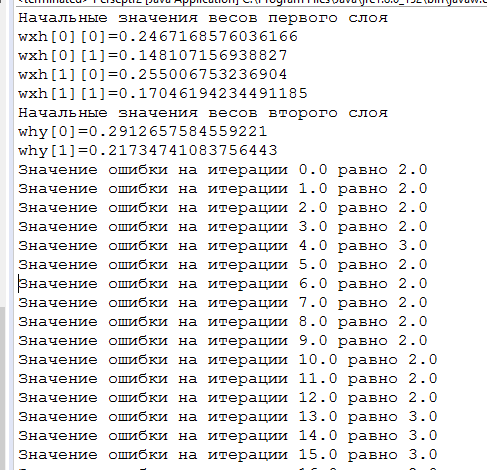 <terminated> Perseptr2 [Java Application] C:\Program Files\Java\jre1.8.0_152\bin\javaw.e
Начальные значения весов первого слоя
wxh[0][0]=0.2467168576036166
wxh[0][1]=0.148107156938827
wxh[1][0]=0.255006753236904
wxh[1][1]=0.17046194234491185
Начальные значения весов второго слоя
why[0]=0.2912657584559221
why[1]=0.21734741083756443
Значение ошибки на итерации 0.0 равно 2.0
Значение ошибки на итерации 1.0 равно 2.0
Значение ошибки на итерации 2.0 равно 2.0
Значение ошибки на итерации 3.0 равно 2.0
Значение ошибки на итерации 4.0 равно 3.0
Значение ошибки на итерации 5.0 равно 2.0
Значение ошибки на итерации 6.0 равно 2.0
Значение ошибки на итерации 7.0 равно 2.0
Значение ошибки на итерации 8.0 равно 2.0
Значение ошибки на итерации 9.0 равно 2.0
Значение ошибки на итерации 10.0 равно 2.0
Значение ошибки на итерации 11.0 равно 2.0
Значение ошибки на итерации 12.0 равно 2.0
Значение ошибки на итерации 13.0 равно 3.0
Значение ошибки на итерации 14.0 равно 3.0
Значение ошибки на итерации 15.0 равно 3.0